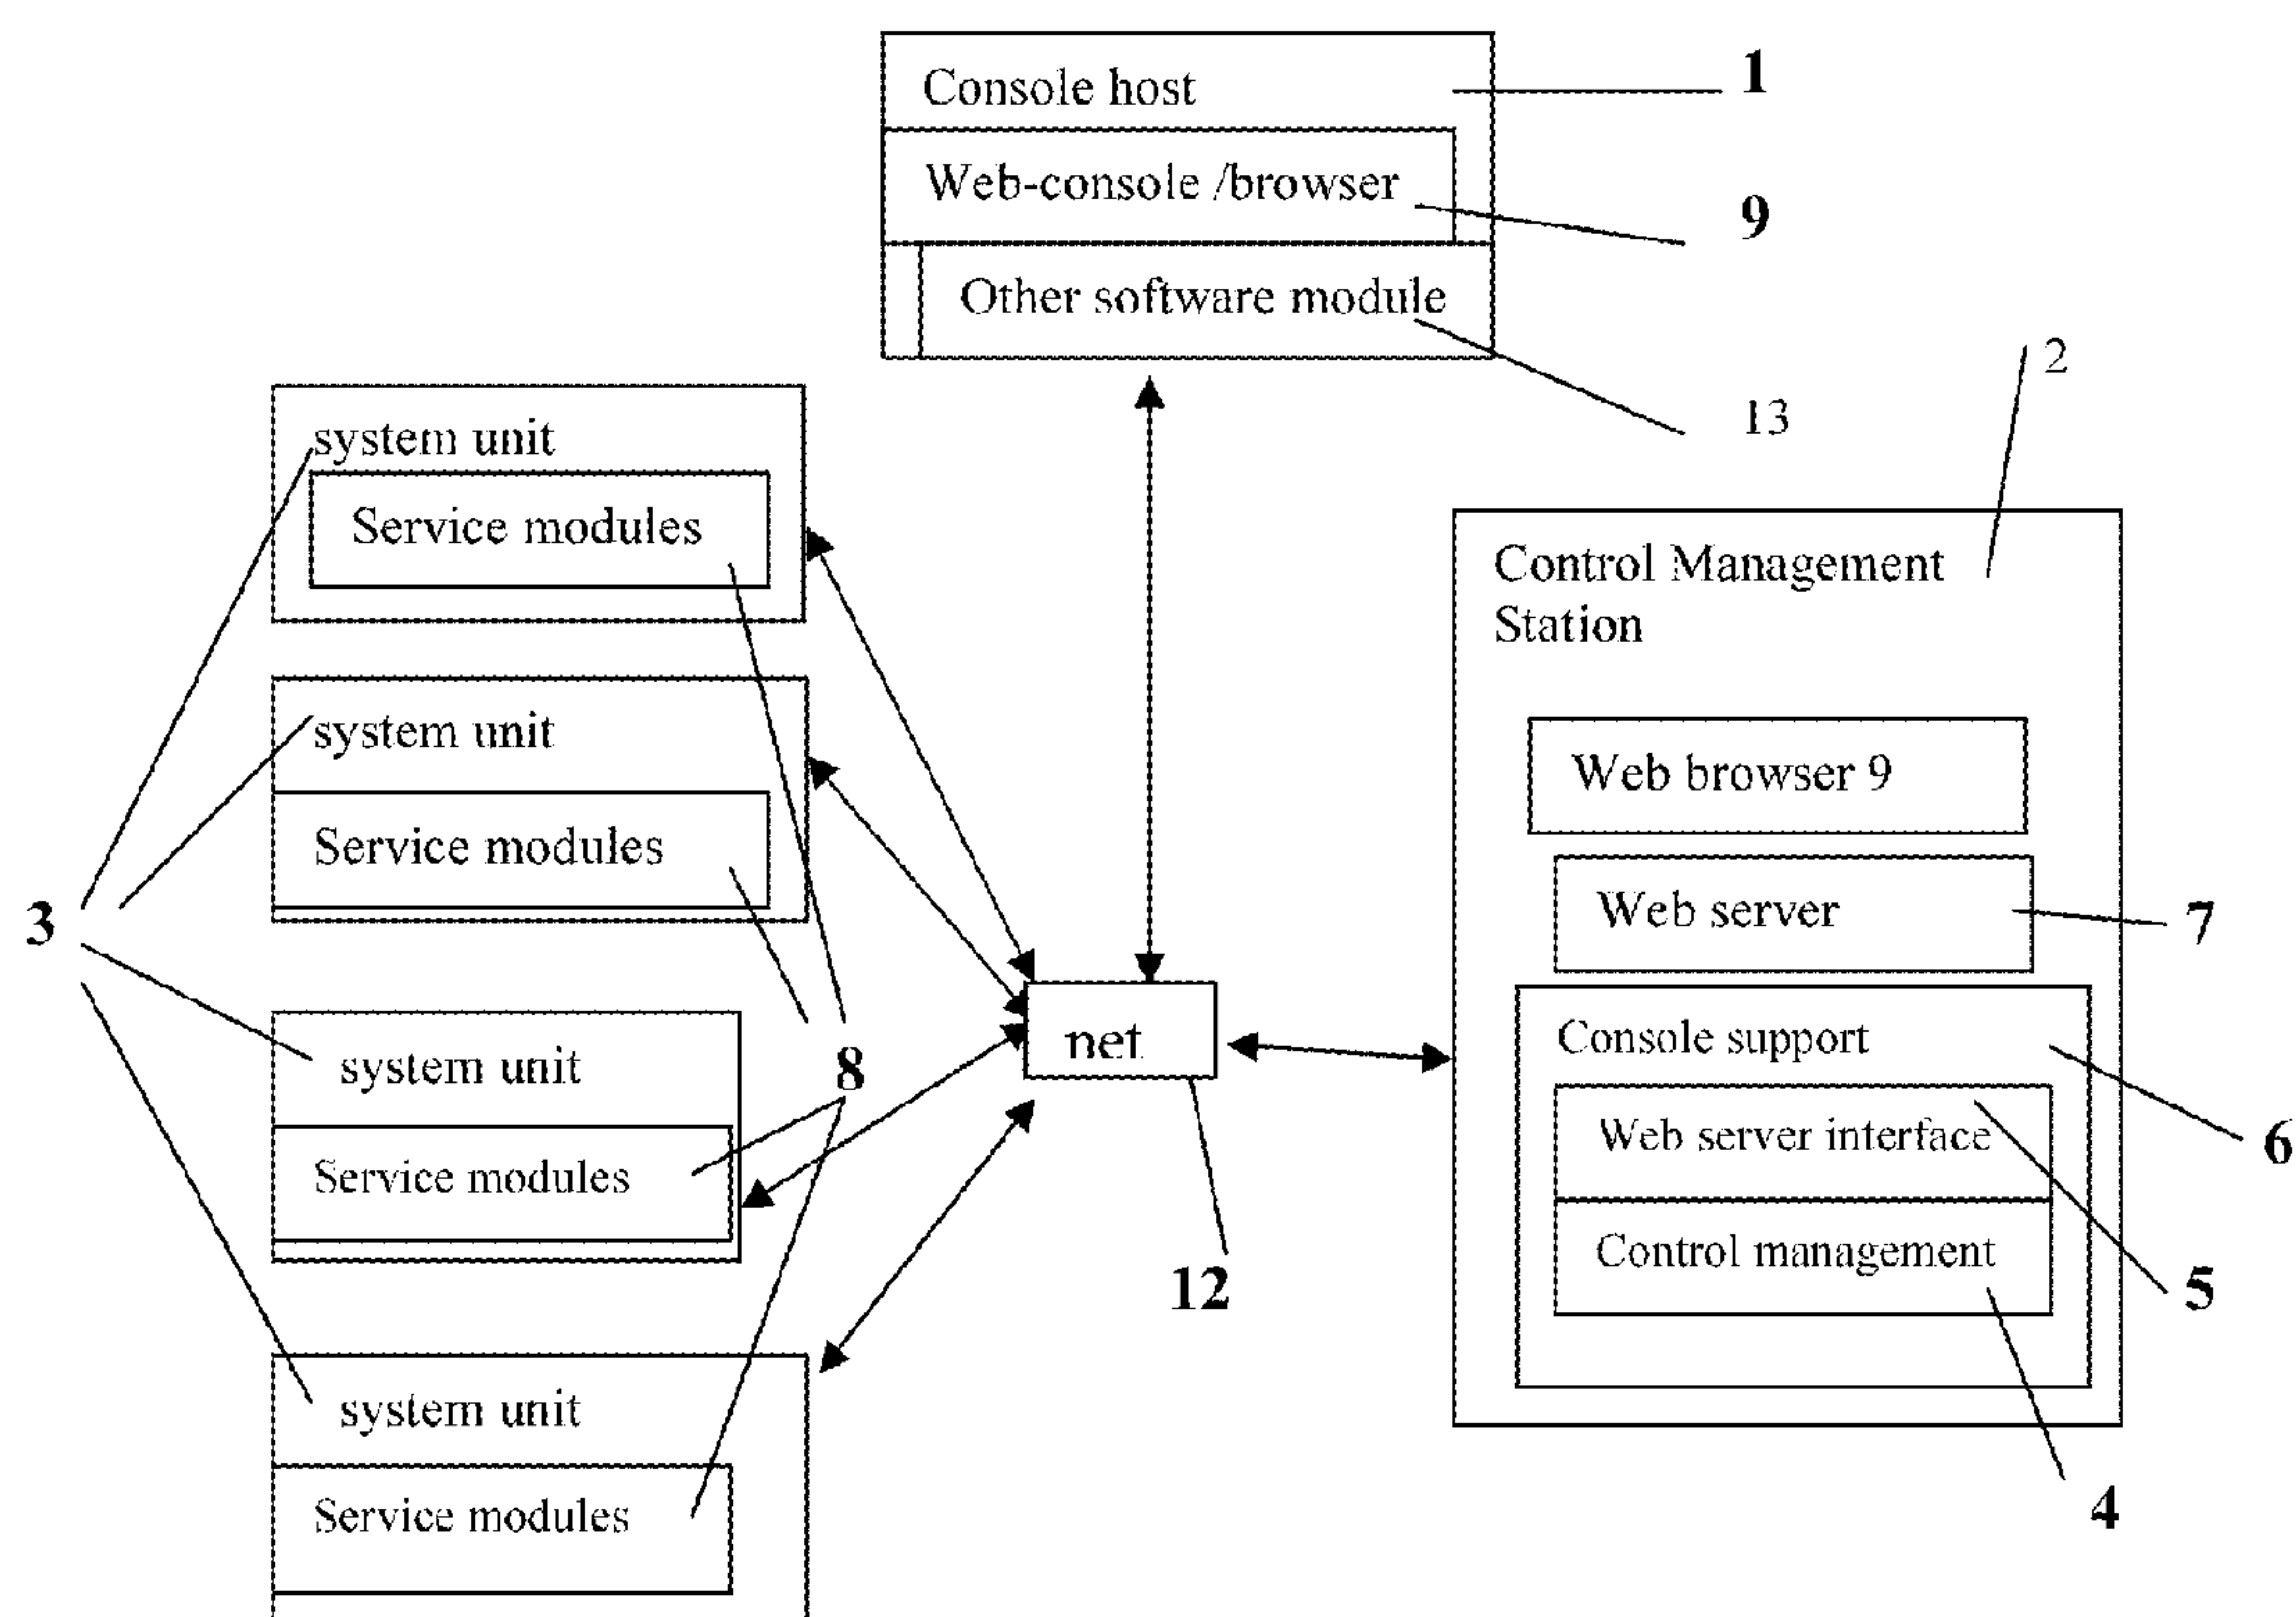 Console host
1
Web-console /browser
9
Other software module
13
2
system unit
Service modules
system unit
Service modules
3
system unit
Service modules
8
system unit
Service modules
net
12
Control Management
Station
Web browser 9
Web server
7
Console support
6
Web server interface
5
Control management
4